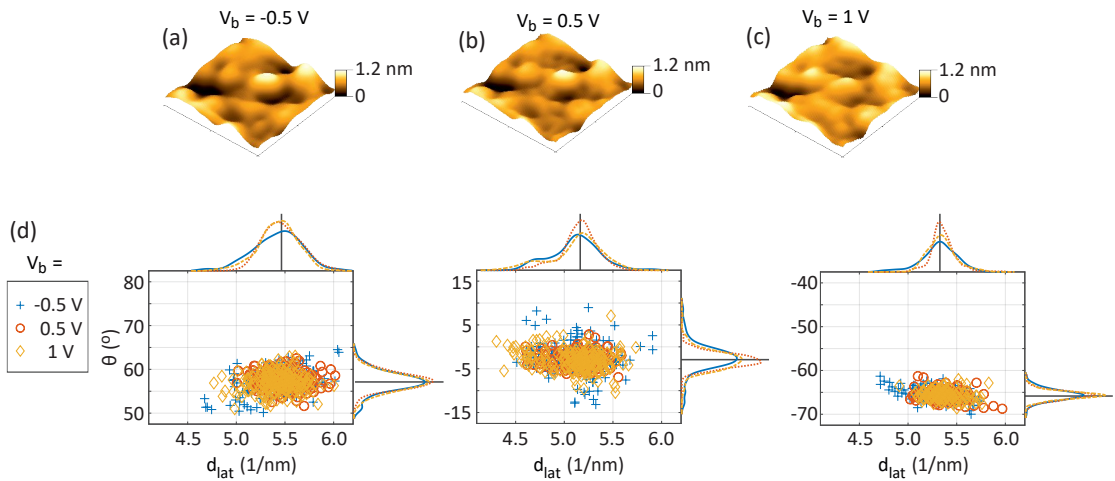 V_b = -0.5 V
V_b = 0.5 V
V_b = 1 V
(a)
1.2 nm
0
(b)
1.2 nm
0
(c)
1.2 nm
0
(d)
V_b =
-0.5 V
0.5 V
1 V
θ (º)
80
70
60
50
4.5 5.0 5.5 6.0
d_lat (1/nm)
15
5
-5
-15
4.5 5.0 5.5 6.0
d_lat (1/nm)
-40
-50
-60
-70
4.5 5.0 5.5 6.0
d_lat (1/nm)